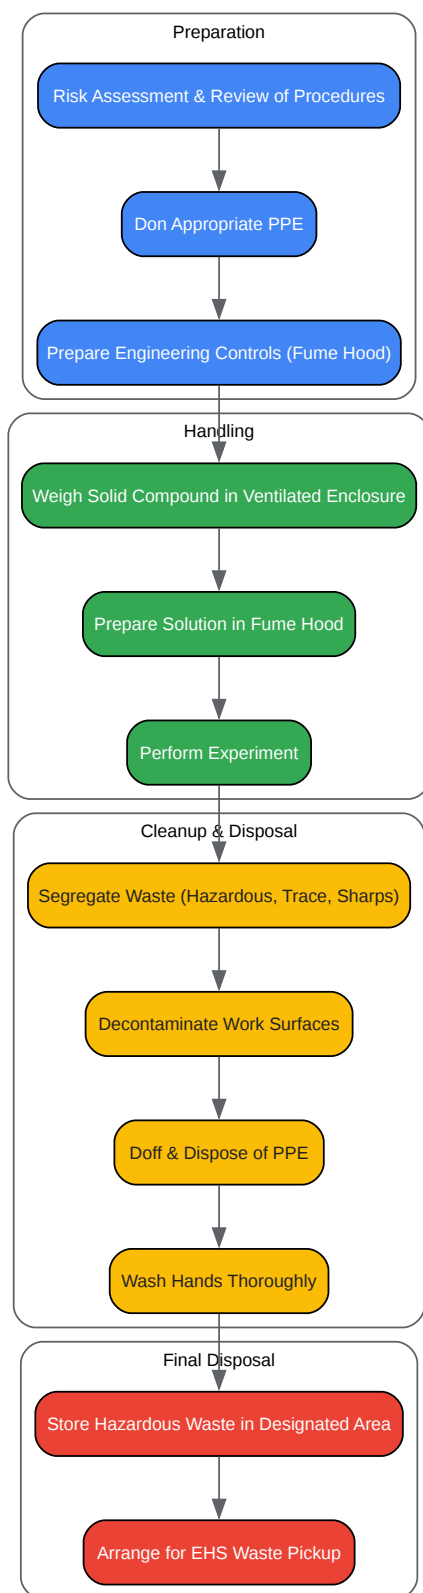 Preparation
Risk Assessment & Review of Procedures
Don Appropriate PPE
Prepare Engineering Controls (Fume Hood)
Handling
Weigh Solid Compound in Ventilated Enclosure
Prepare Solution in Fume Hood
Perform Experiment
Cleanup & Disposal
Segregate Waste (Hazardous, Trace, Sharps)
Decontaminate Work Surfaces
Doff & Dispose of PPE
Wash Hands Thoroughly
Final Disposal
Store Hazardous Waste in Designated Area
Arrange for EHS Waste Pickup